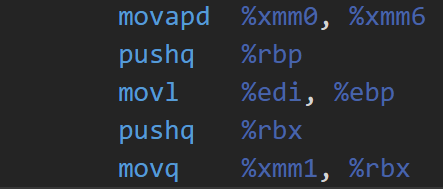 movapd %xmm0, %xmm6
pushq %rbp
movl %edi, %ebp
pushq %rbx
movq %xmm1, %rbx